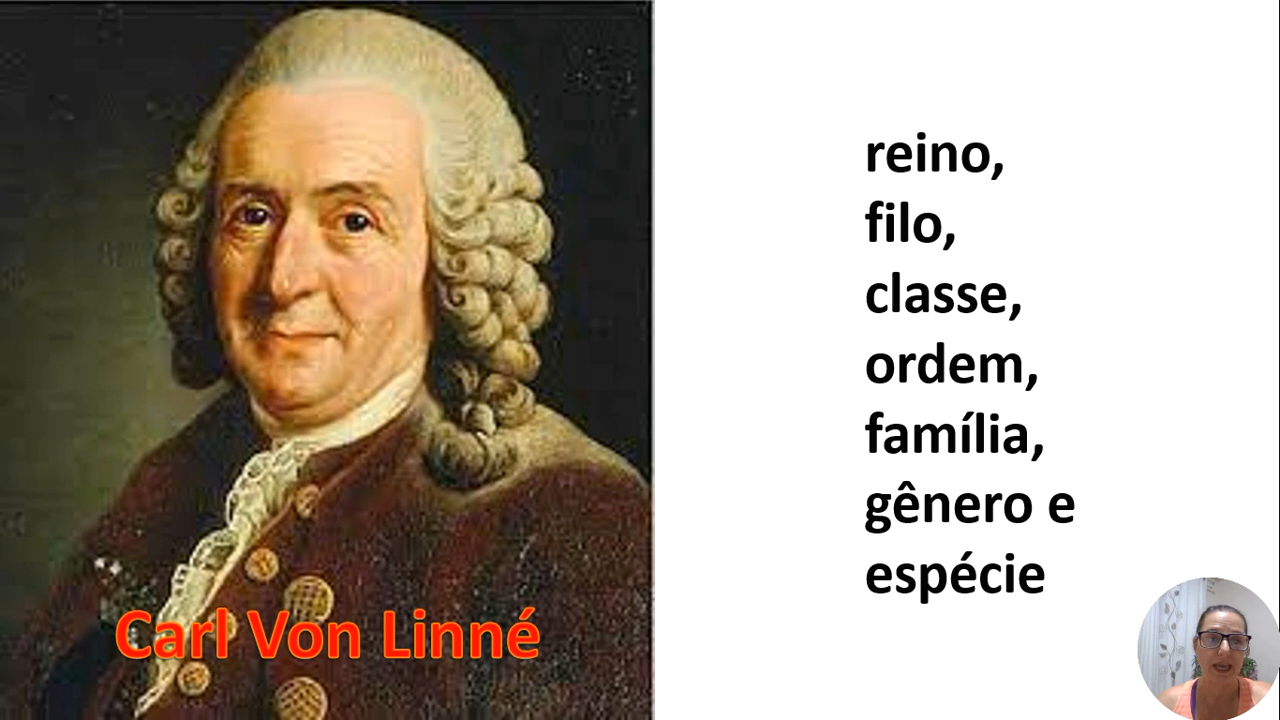 Carl Von Linné
reino,
filo,
classe,
ordem,
família,
gênero e
espécie